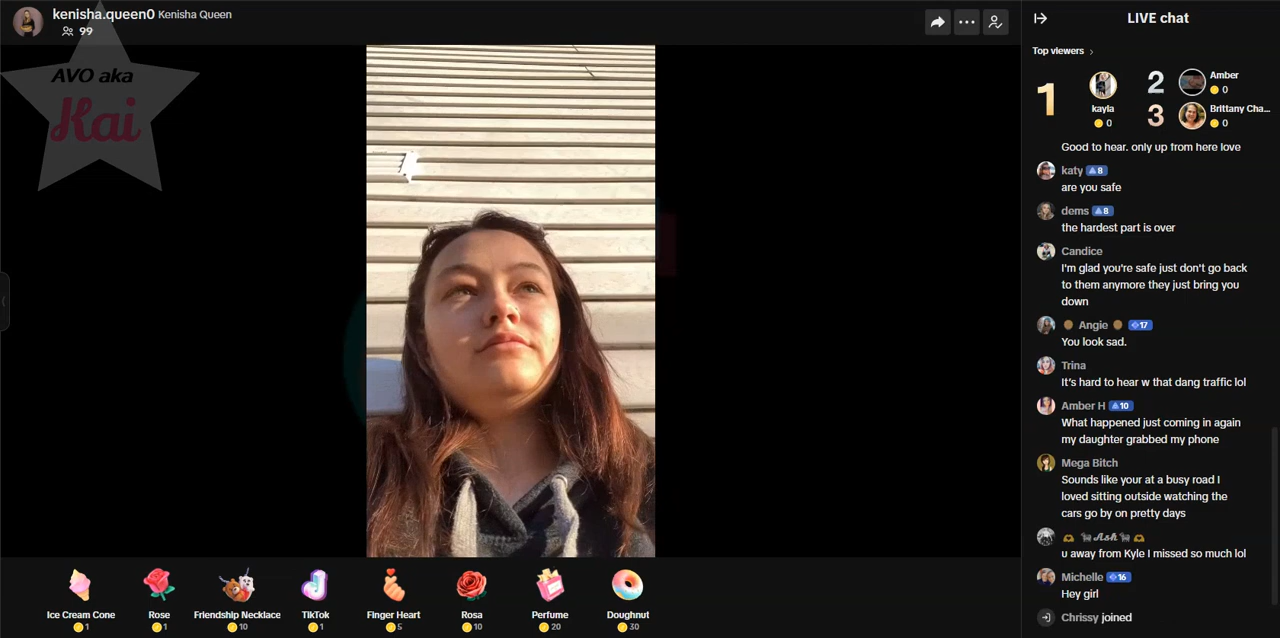 kenisha.queen0 Kenisha Queen
99
AVO aka
Kai
LIVE chat
Top viewers
1
kayla
0
2
Amber
0
3
Brittany Cha...
0
Good to hear. only up from here love
katy 8
are you safe
dems 8
the hardest part is over
Candice
I'm glad you're safe just don't go back
to them anymore they just bring you
down
Angie 17
You look sad.
Trina
It's hard to hear w that dang traffic lol
Amber H 10
What happened just coming in again
my daughter grabbed my phone
Mega Bitch
Sounds like your at a busy road I
loved sitting outside watching the
cars go by on pretty days
𝓐𝓼𝓱
u away from Kyle I missed so much lol
Michelle 16
Hey girl
Chrissy joined
Ice Cream Cone
1
Rose
1
Friendship Necklace
10
TikTok
1
Finger Heart
5
Rosa
10
Perfume
20
Doughnut
30